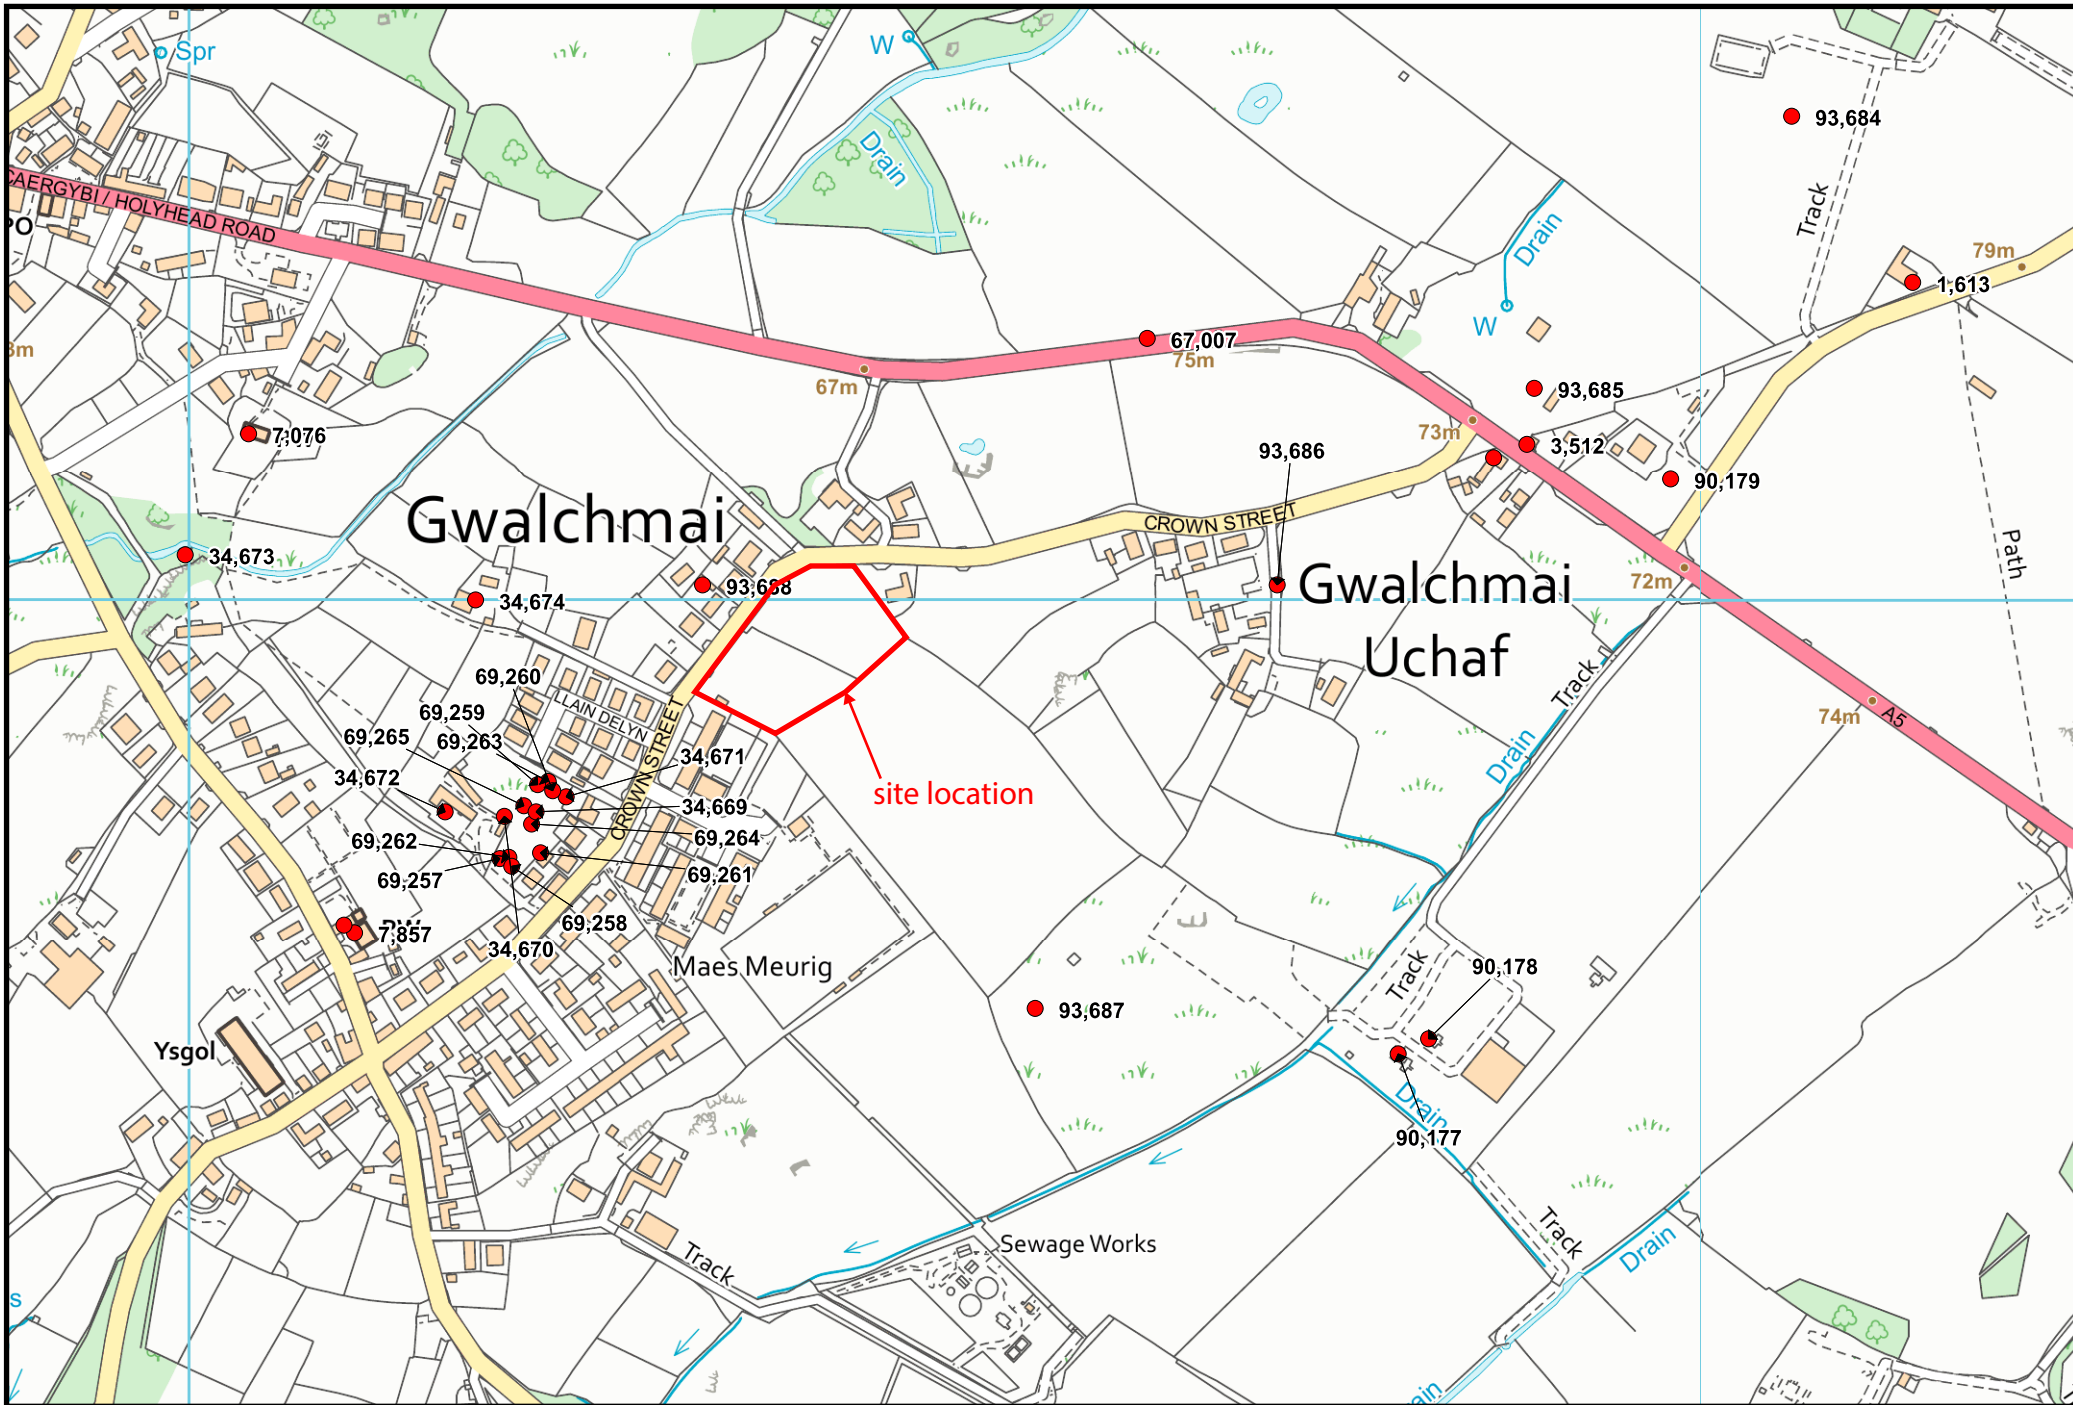 Spr
W
Drain
93,684
Track
CAERGYBI / HOLYHEAD ROAD
PO
Drain
79m
1,613
W
67,007
75m
67m
93,685
73m
3,512
7,076
93,686
90,179
Gwalchmai
CROWN STREET
34,673
Path
72m
93,688
34,674
Gwalchmai
Uchaf
69,260
Track
LLAIN DELYN
69,259
69,263
69,265
CROWN STREET
34,671
34,672
74m
A5
Drain
site location
34,669
69,264
69,262
69,257
69,261
69,258
7,857
34,670
Maes Meurig
Track
90,178
93,687
Ysgol
Drain
90,177
Track
Sewage Works
Track
Drain
s